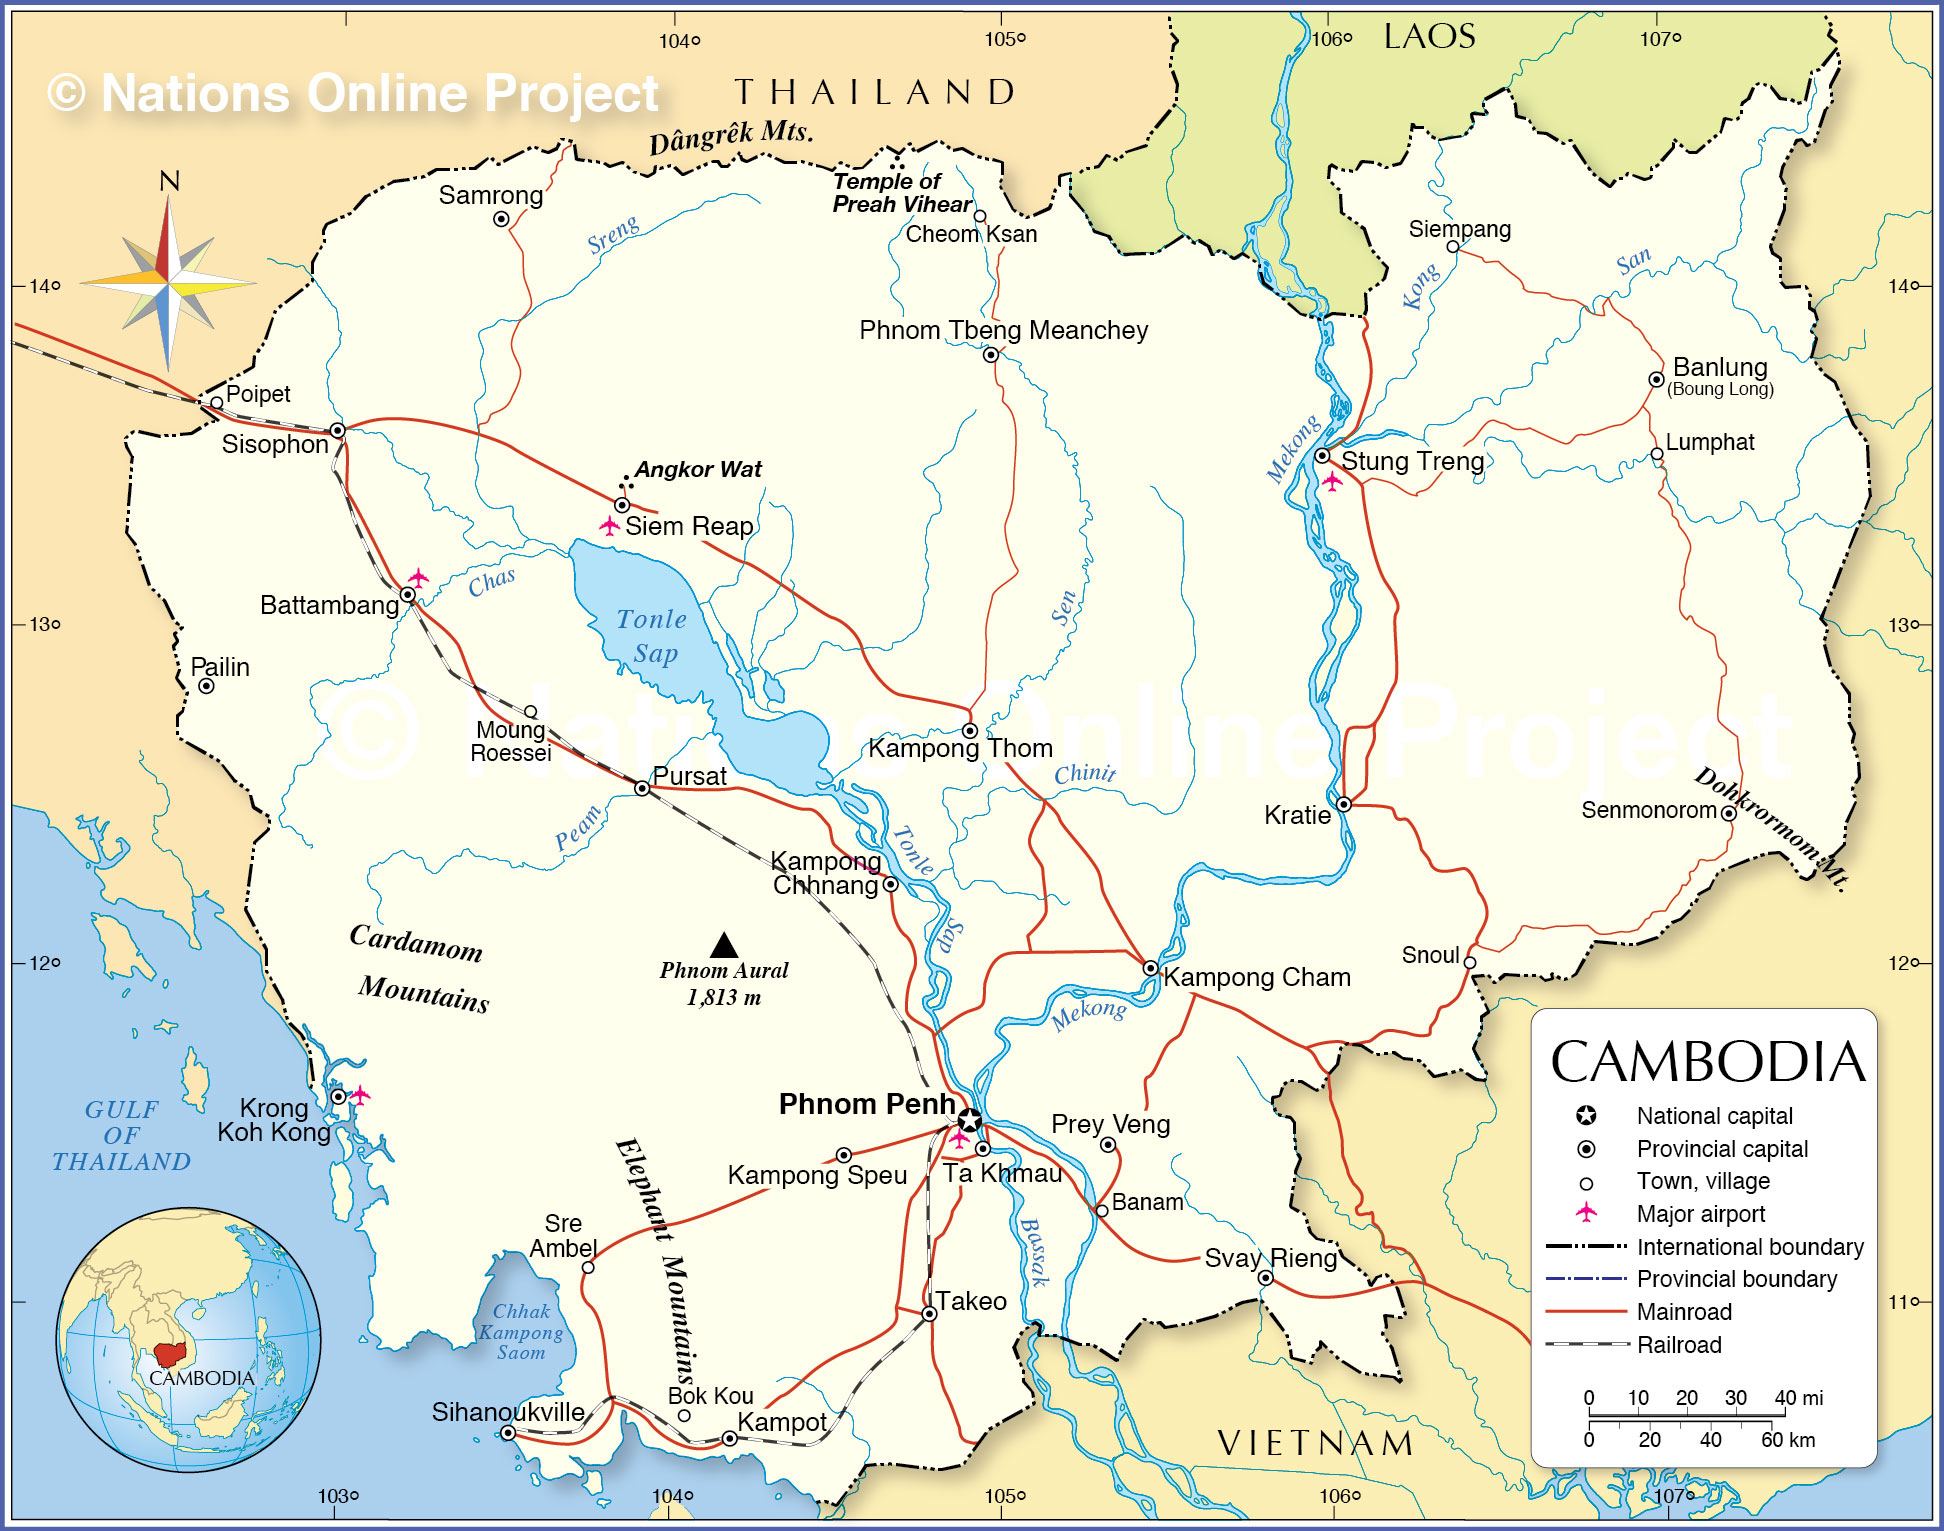 104°
105°
106°
107°
LAOS
© Nations Online Project
THAILAND
Dângrêk Mts.
N
Samrong
Sreng
Temple of
Preah Vihear
Cheom Ksan
Siempang
San
Kong
14°
14°
Phnom Tbeng Meanchey
Banlung
(Boung Long)
Poipet
Sisophon
Mekong
Lumphat
Stung Treng
Angkor Wat
Siem Reap
Chas
Battambang
Tonle
Sap
Sen
13°
13°
Pailin
© Nations Online Project
Moung
Roessei
Kampong Thom
Pursat
Chinit
Dohkrormom Mt.
Kratie
Senmonorom
Peam
Tonle
Sap
Kampong
Chhnang
Cardamom
Mountains
Phnom Aural
1,813 m
12°
12°
Snoul
Kampong Cham
Mekong
CAMBODIA
National capital
Provincial capital
Town, village
Major airport
International boundary
Provincial boundary
Mainroad
Railroad
0 10 20 30 40 mi
0 20 40 60 km
Krong
Koh Kong
GULF
OF
THAILAND
Phnom Penh
Prey Veng
Kampong Speu
Ta Khmau
Elephant Mountains
Banam
Sre
Ambel
Bassak
Svay Rieng
Takeo
11°
Chhak
Kampong
Saom
CAMBODIA
Bok Kou
Sihanoukville
Kampot
VIETNAM
103°
104°
105°
106°
107°